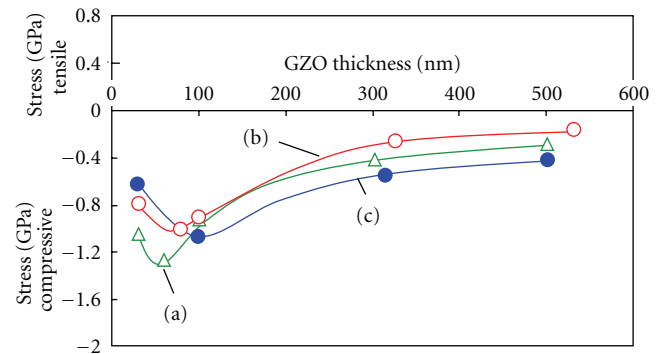 0.8
0.4
0
−0.4
−0.8
−1.2
−1.6
−2
Stress (GPa)
tensile
Stress (GPa)
compressive
GZO thickness (nm)
0 100 200 300 400 500 600
(b)
(c)
(a)